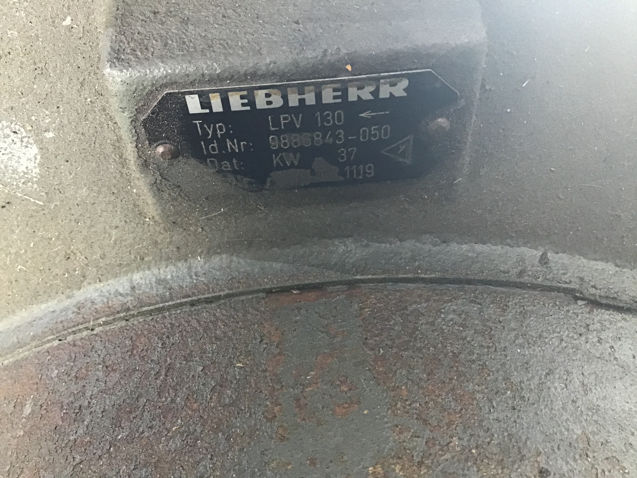 LIEBHERR
Typ: LPV 130 ←
Id.Nr: 9886843-050
Dat: KW 37
1119